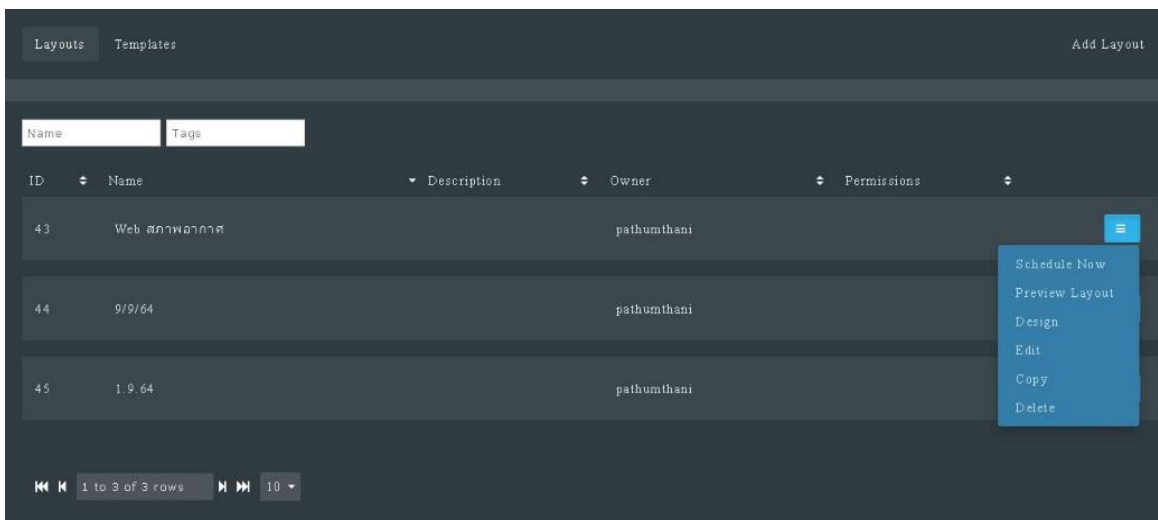 Layouts Templates Add Layout
Name Tags
ID Name Description Owner Permissions
43 Web สภาพอากาศ pathumthani
Schedule Now
Preview Layout
44 9/9/64 pathumthani
Design
Edit
45 1.9.64 pathumthani
Copy
Delete
1 to 3 of 3 rows 10